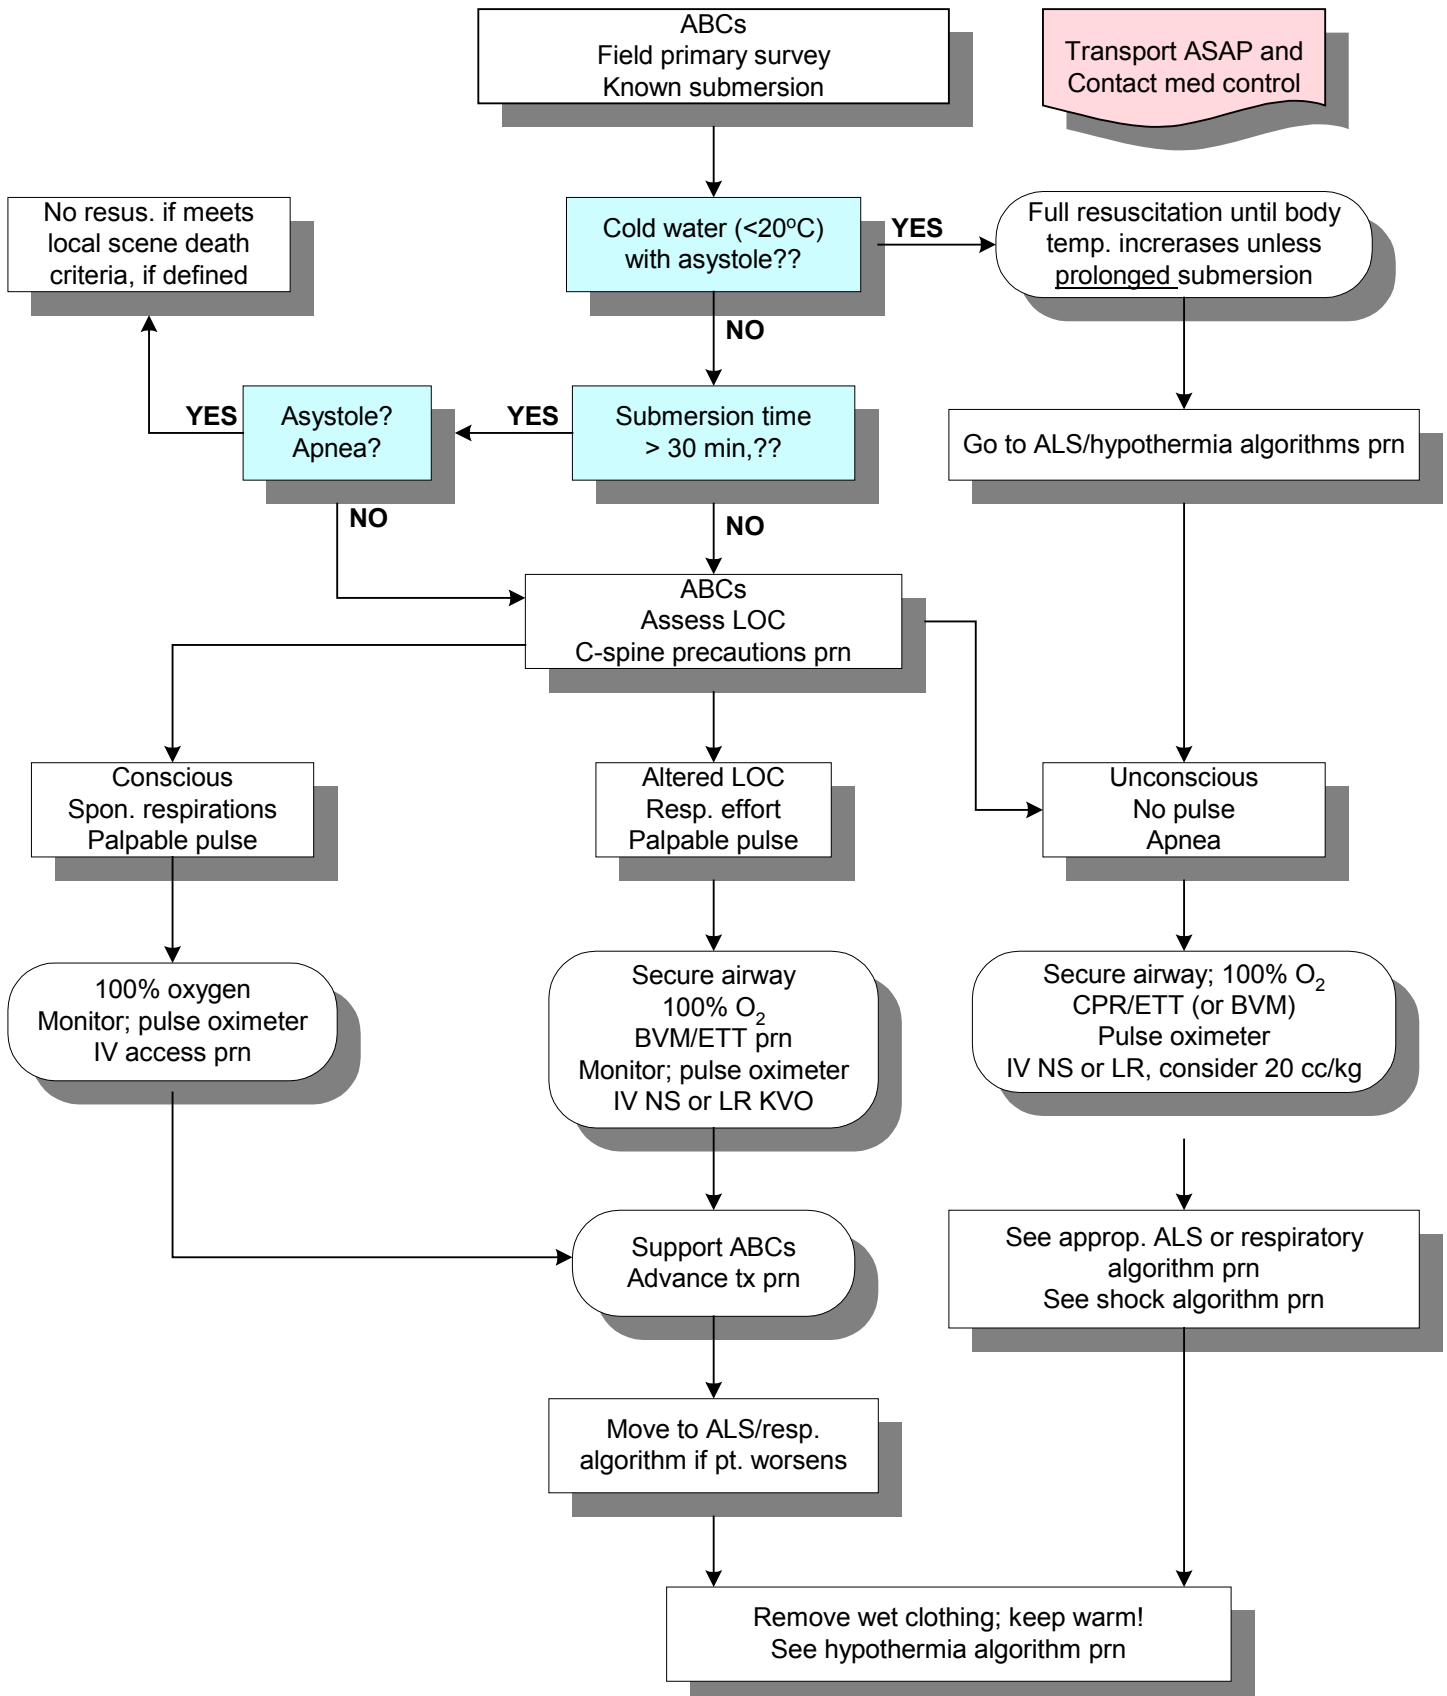 ABCs
Field primary survey
Known submersion
Transport ASAP and
Contact med control
No resus. if meets
local scene death
criteria, if defined
Cold water (<20ºC)
with asystole??
YES
Full resuscitation until body
temp. increrases unless
prolonged submersion
NO
YES
Asystole?
Apnea?
YES
Submersion time
> 30 min,??
Go to ALS/hypothermia algorithms prn
NO
NO
ABCs
Assess LOC
C-spine precautions prn
Conscious
Spon. respirations
Palpable pulse
Altered LOC
Resp. effort
Palpable pulse
Unconscious
No pulse
Apnea
100% oxygen
Monitor; pulse oximeter
IV access prn
Secure airway
100% O₂
BVM/ETT prn
Monitor; pulse oximeter
IV NS or LR KVO
Secure airway; 100% O₂
CPR/ETT (or BVM)
Pulse oximeter
IV NS or LR, consider 20 cc/kg
Support ABCs
Advance tx prn
See approp. ALS or respiratory
algorithm prn
See shock algorithm prn
Move to ALS/resp.
algorithm if pt. worsens
Remove wet clothing; keep warm!
See hypothermia algorithm prn